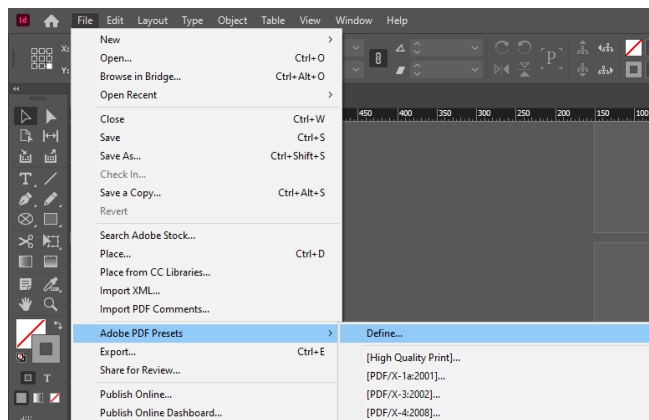 Id File Edit Layout Type Object Table View Window Help
X:
Y:
New
Open... Ctrl+O
Browse in Bridge... Ctrl+Alt+O
Open Recent
Close Ctrl+W
Save Ctrl+S
Save As... Ctrl+Shift+S
Check In...
Save a Copy... Ctrl+Alt+S
Revert
Search Adobe Stock...
Place... Ctrl+D
Place from CC Libraries...
Import XML...
Import PDF Comments...
Adobe PDF Presets
Export... Ctrl+E
Share for Review...
Publish Online...
Publish Online Dashboard...
Define...
[High Quality Print]...
[PDF/X-1a:2001]...
[PDF/X-3:2002]...
[PDF/X-4:2008]...
450 400 350 300 250 200 150 100
P
T
T